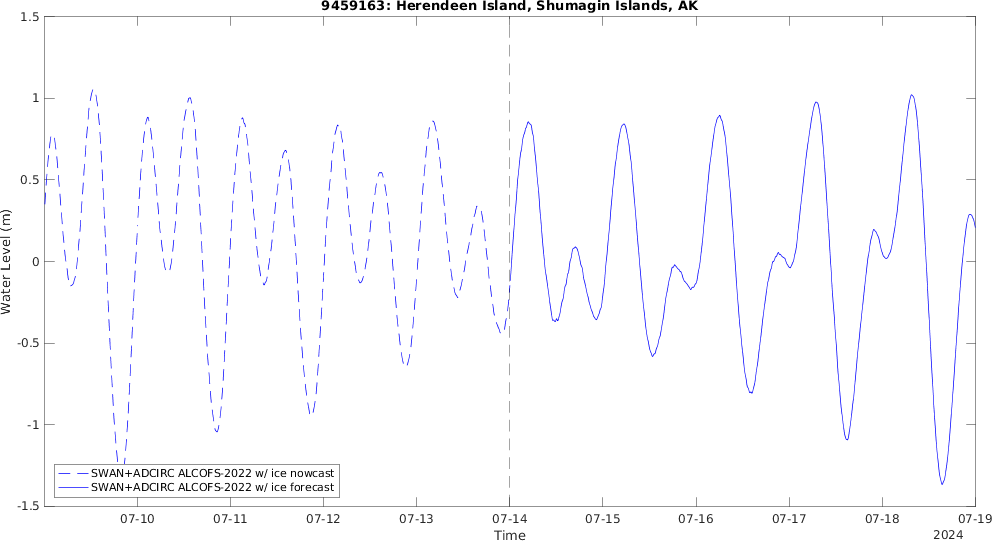 9459163: Herendeen Island, Shumagin Islands, AK
Water Level (m)
1.5
1
0.5
0
-0.5
-1
-1.5
SWAN+ADCIRC ALCOFS-2022 w/ ice nowcast
SWAN+ADCIRC ALCOFS-2022 w/ ice forecast
07-10 07-11 07-12 07-13 07-14 07-15 07-16 07-17 07-18 07-19
Time
2024